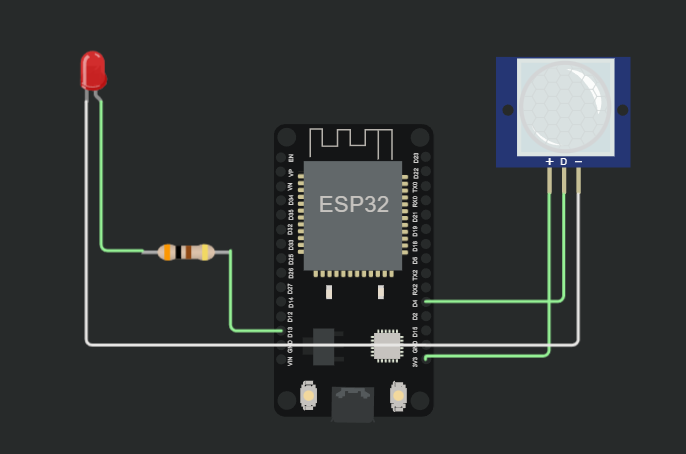 + D −
ESP32
EN
VP
VN
D34
D35
D32
D33
D25
D26
D27
D14
D12
D13
GND
VIN
D23
D22
TX0
RX0
D21
D19
D18
D5
TX2
RX2
D4
D2
D15
GND
3V3